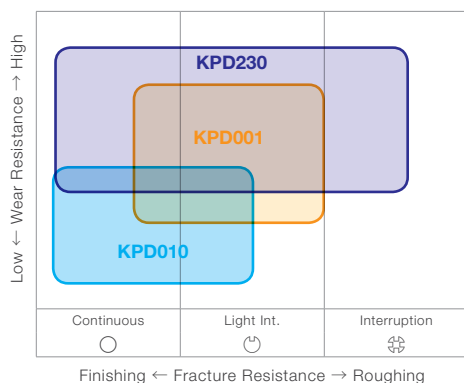 Low ← Wear Resistance → High
KPD230
KPD001
KPD010
Continuous
Light Int.
Interruption
Finishing ← Fracture Resistance → Roughing